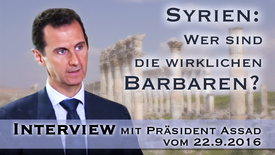 Syrien:
Wer sind
die wirklichen
Barbaren?
Interview mit Präsident Assad
vom 22.9.2016